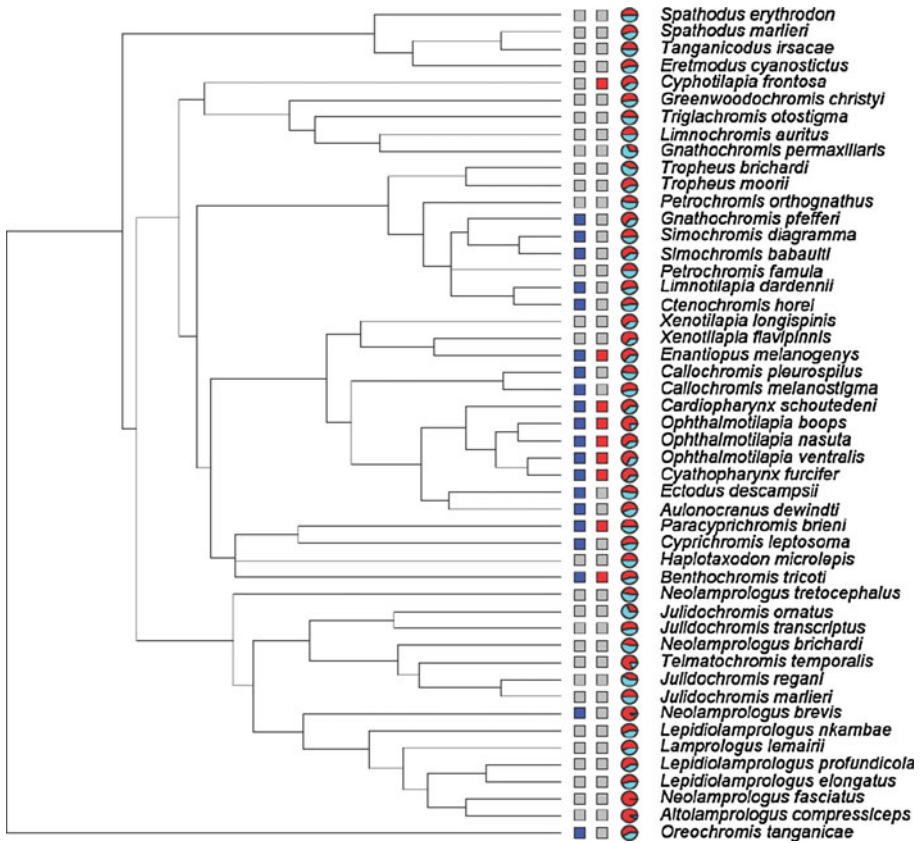 Spathodus erythrodon
Spathodus marlieri
Tanganicodus irsacae
Eretmodus cyanostictus
Cyphotilapia frontosa
Greenwoodochromis christyi
Triglachromis otostigma
Limnochromis auritus
Gnathochromis permaxillaris
Tropheus brichardi
Tropheus moorii
Petrochromis orthognathus
Gnathochromis pfefferi
Simochromis diagramma
Simochromis babaulti
Petrochromis famula
Limnotilapia dardennii
Ctenochromis horei
Xenotilapia longispinis
Xenotilapia flavipinnis
Enantiopus melanogenys
Callochromis pleurospilus
Callochromis melanostigma
Cardiopharynx schoutedeni
Ophthalmotilapia boops
Ophthalmotilapia nasuta
Ophthalmotilapia ventralis
Cyathopharynx furcifer
Ectodus descampsii
Aulonocranus dewindti
Paracyprichromis brieni
Cyprichromis leptosoma
Haplotaxodon microlepis
Benthochromis tricoti
Neolamprologus tretocephalus
Julidochromis ornatus
Julidochromis transcriptus
Neolamprologus brichardi
Telmatochromis temporalis
Julidochromis regani
Julidochromis marlieri
Neolamprologus brevis
Lepidiolamprologus nkambae
Lamprologus lemairii
Lepidiolamprologus profundicola
Lepidiolamprologus elongatus
Neolamprologus fasciatus
Altolamprologus compressiceps
Oreochromis tanganicae